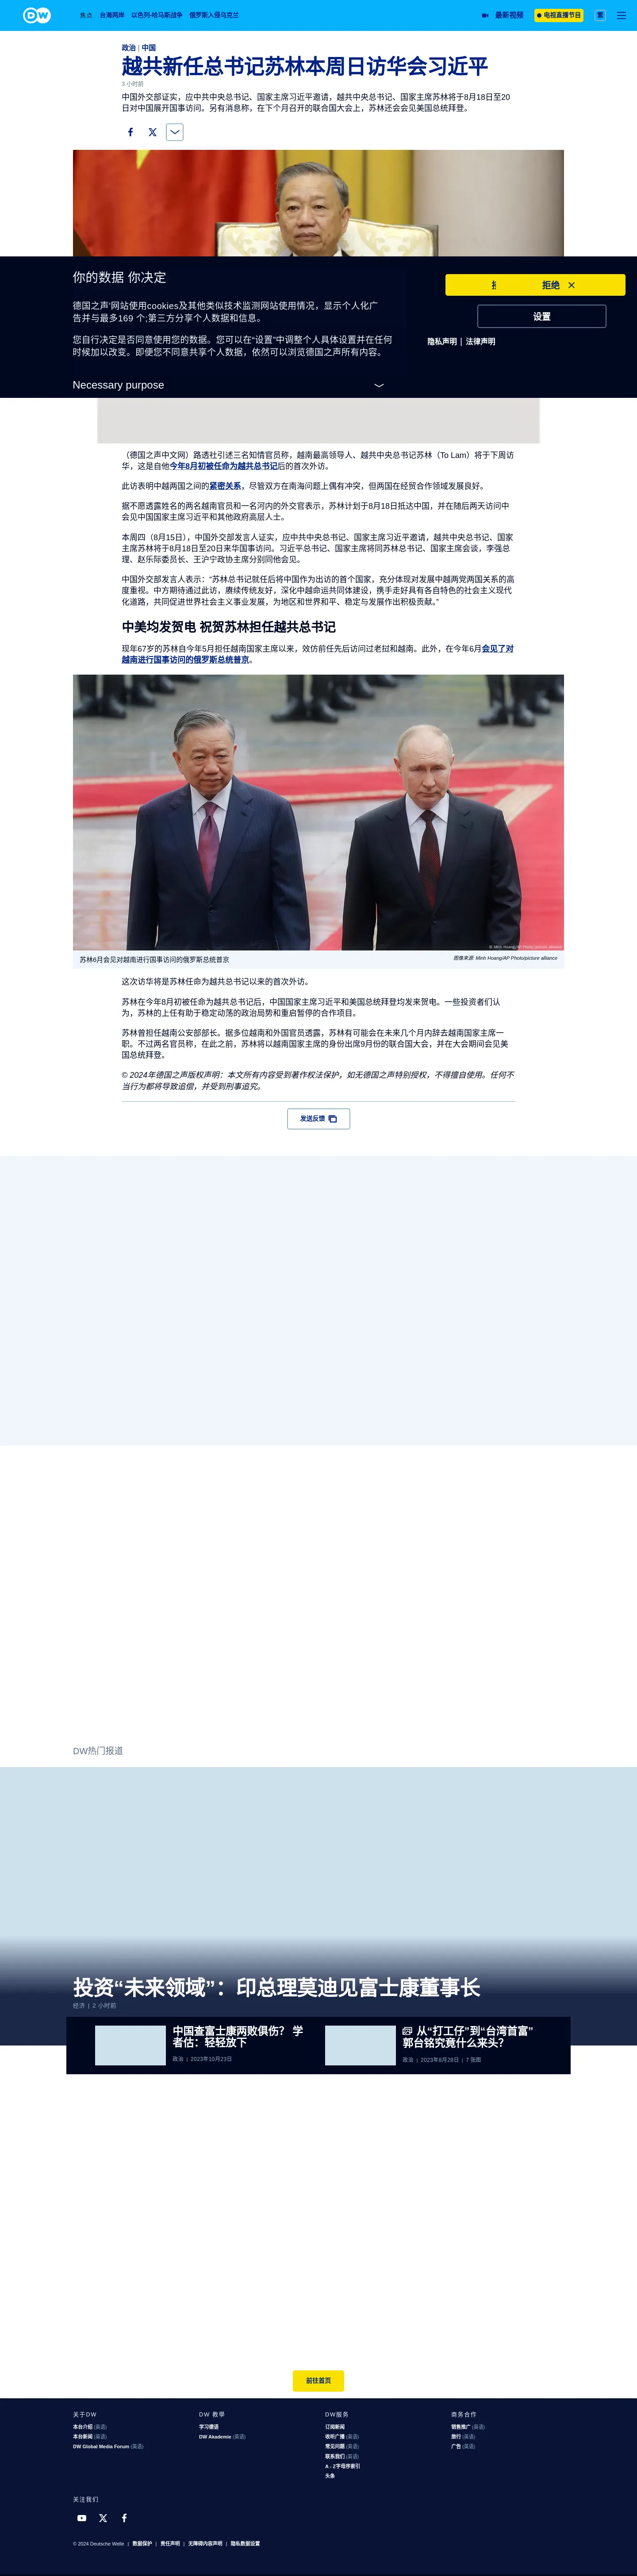 DW
焦点 台海两岸 以色列-哈马斯战争 俄罗斯入侵乌克兰 最新视频 电视直播节目 繁
政治 | 中国
越共新任总书记苏林本周日访华会习近平
3 小时前
中国外交部证实，应中共中央总书记、国家主席习近平邀请，越共中央总书记、国家主席苏林将于8月18日至20
日对中国展开国事访问。另有消息称，在下个月召开的联合国大会上，苏林还会会见美国总统拜登。
你的数据 你决定
拒绝
德国之声'网站使用cookies及其他类似技术监测网站使用情况，显示个人化广
告并与最多169 个;第三方分享个人数据和信息。
设置
您自行决定是否同意使用您的数据。您可以在“设置”中调整个人具体设置并在任何
时候加以改变。即便您不同意共享个人数据，依然可以浏览德国之声所有内容。
隐私声明 | 法律声明
Necessary purpose
（德国之声中文网）路透社引述三名知情官员称，越南最高领导人、越共中央总书记苏林（To Lam）将于下周访
华，这是自他今年8月初被任命为越共总书记后的首次外访。
此访表明中越两国之间的紧密关系，尽管双方在南海问题上偶有冲突，但两国在经贸合作领域发展良好。
据不愿透露姓名的两名越南官员和一名河内的外交官表示，苏林计划于8月18日抵达中国，并在随后两天访问中
会见中国国家主席习近平和其他政府高层人士。
本周四（8月15日），中国外交部发言人证实，应中共中央总书记、国家主席习近平邀请，越共中央总书记、国家
主席苏林将于8月18日至20日来华国事访问。习近平总书记、国家主席将同苏林总书记、国家主席会谈，李强总
理、赵乐际委员长、王沪宁政协主席分别同他会见。
中国外交部发言人表示：“苏林总书记就任后将中国作为出访的首个国家，充分体现对发展中越两党两国关系的高
度重视。中方期待通过此访，赓续传统友好，深化中越命运共同体建设，携手走好具有各自特色的社会主义现代
化道路，共同促进世界社会主义事业发展，为地区和世界和平、稳定与发展作出积极贡献。”
中美均发贺电 祝贺苏林担任越共总书记
现年67岁的苏林自今年5月担任越南国家主席以来，效仿前任先后访问过老挝和越南。此外，在今年6月会见了对
越南进行国事访问的俄罗斯总统普京。
© Minh Hoang/AP Photo/picture alliance
苏林6月会见对越南进行国事访问的俄罗斯总统普京
图像来源: Minh Hoang/AP Photo/picture alliance
这次访华将是苏林任命为越共总书记以来的首次外访。
苏林在今年8月初被任命为越共总书记后，中国国家主席习近平和美国总统拜登均发来贺电。一些投资者们认
为，苏林的上任有助于稳定动荡的政治局势和重启暂停的合作项目。
苏林曾担任越南公安部部长。据多位越南和外国官员透露，苏林有可能会在未来几个月内辞去越南国家主席一
职。不过两名官员称，在此之前，苏林将以越南国家主席的身份出席9月份的联合国大会，并在大会期间会见美
国总统拜登。
© 2024年德国之声版权声明：本文所有内容受到著作权法保护，如无德国之声特别授权，不得擅自使用。任何不
当行为都将导致追偿，并受到刑事追究。
发送反馈
DW热门报道
投资“未来领域”：印总理莫迪见富士康董事长
经济 | 2 小时前
中国查富士康两败俱伤？ 学
者估：轻轻放下
政治 | 2023年10月23日
从“打工仔”到“台湾首富”
郭台铭究竟什么来头？
政治 | 2023年8月28日 | 7 张图
前往首页
关于DW
本台介绍 (英语)
本台新闻 (英语)
DW Global Media Forum (英语)
DW 教學
学习德语
DW Akademie (英语)
DW服务
订阅新闻
收听广播 (英语)
常见问题 (英语)
联系我们 (英语)
A - Z字母序索引
头条
商务合作
销售推广 (英语)
旅行 (英语)
广告 (英语)
关注我们
© 2024 Deutsche Welle | 数据保护 | 责任声明 | 无障碍内容声明 | 隐私数据设置